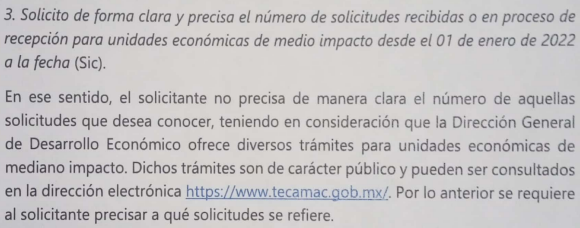 3. Solicito de forma clara y precisa el número de solicitudes recibidas o en proceso de
recepción para unidades económicas de medio impacto desde el 01 de enero de 2022
a la fecha (Sic).
En ese sentido, el solicitante no precisa de manera clara el número de aquellas
solicitudes que desea conocer, teniendo en consideración que la Dirección General
de Desarrollo Económico ofrece diversos trámites para unidades económicas de
mediano impacto. Dichos trámites son de carácter público y pueden ser consultados
en la dirección electrónica https://www.tecamac.gob.mx/. Por lo anterior se requiere
al solicitante precisar a qué solicitudes se refiere.